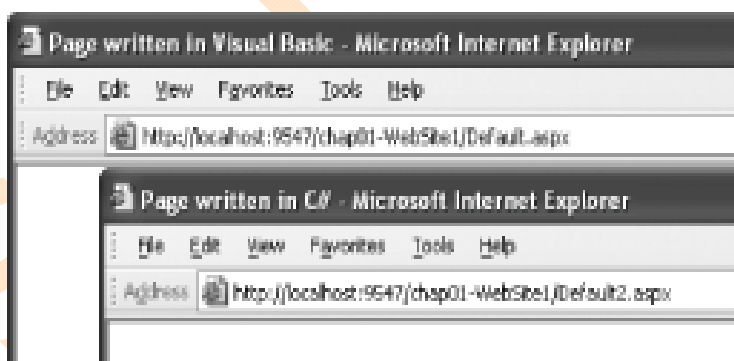 Page written in Visual Basic - Microsoft Internet Explorer
File Edit View Favorites Tools Help
Address http://localhost:9547/chap01-WebSite1/Default.aspx
Page written in C# - Microsoft Internet Explorer
File Edit View Favorites Tools Help
Address http://localhost:9547/chap01-WebSite1/Default2.aspx